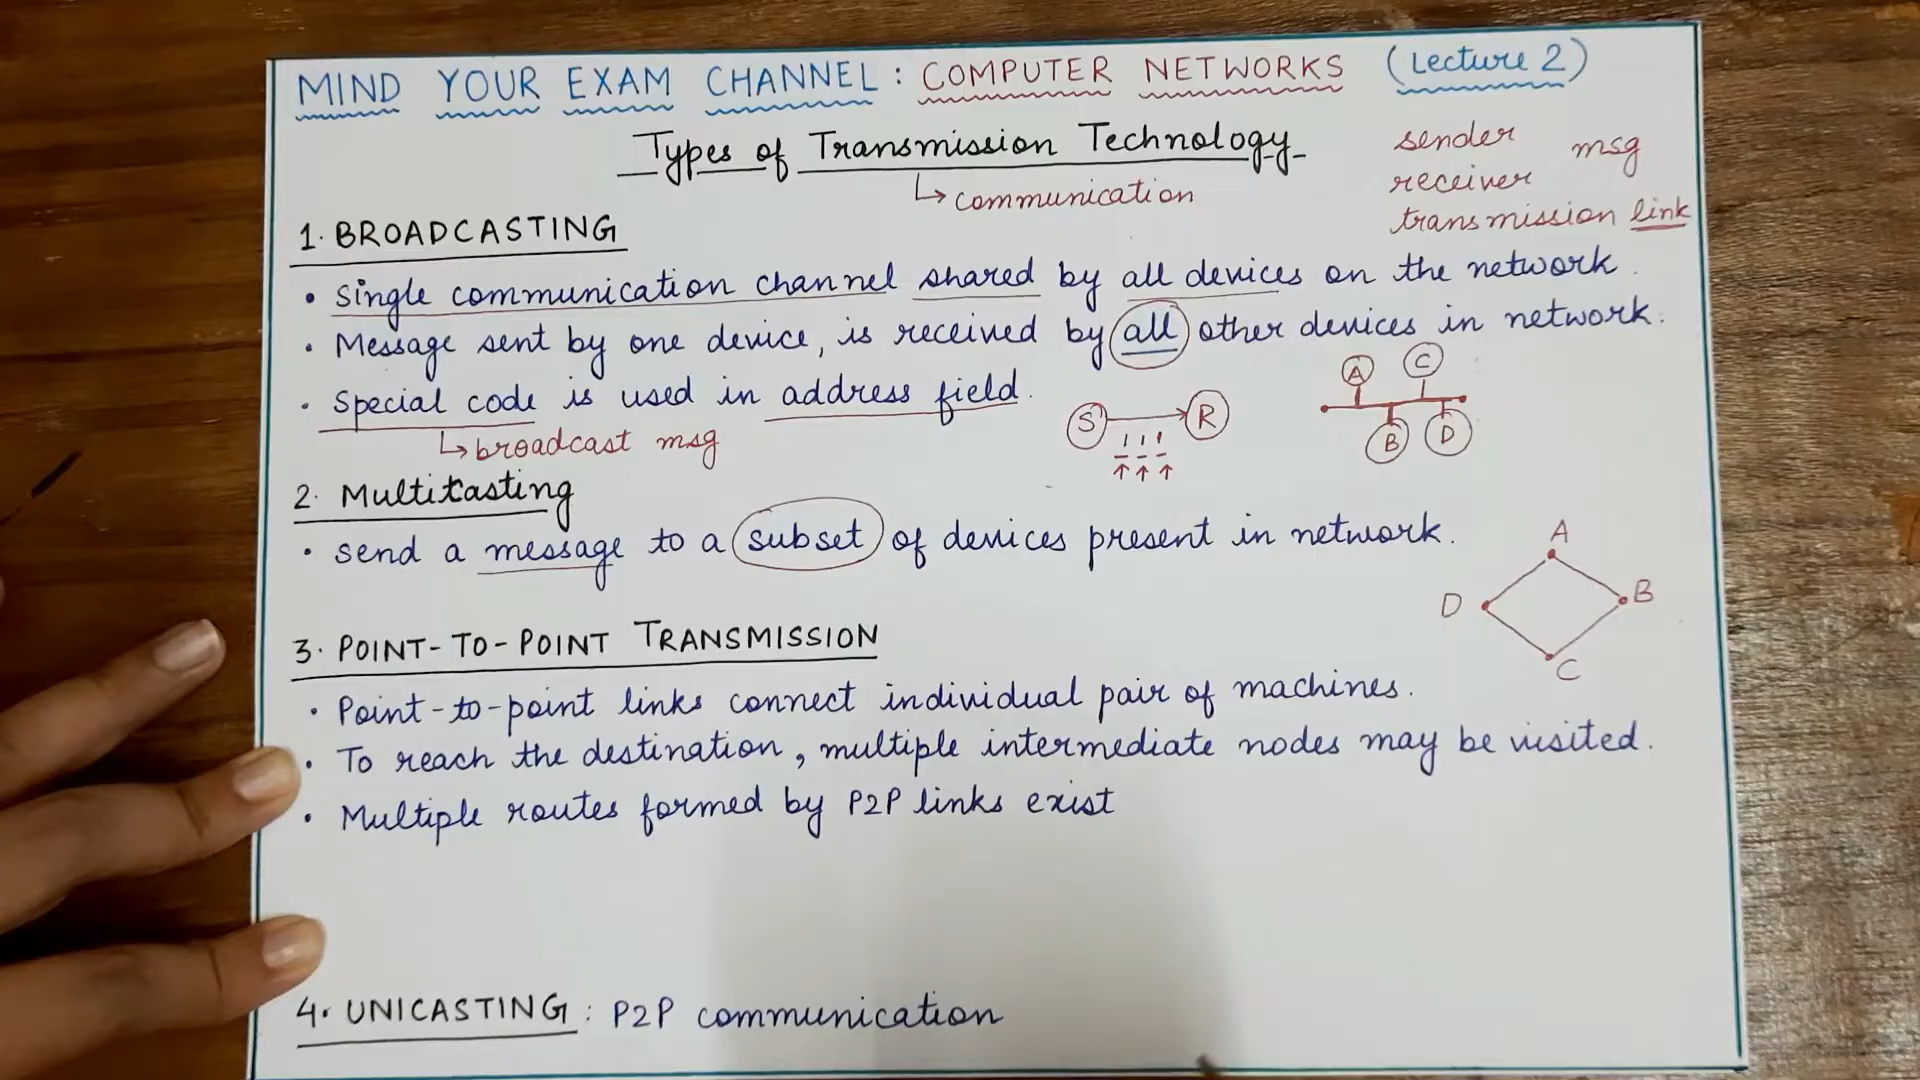 MIND YOUR EXAM CHANNEL : COMPUTER NETWORKS (Lecture 2)
Types of Transmission Technology
↳ communication
sender msg
receiver
transmission link
1. BROADCASTING
• Single communication channel shared by all devices on the network.
• Message sent by one device, is received by all other devices in network.
• Special code is used in address field.
↳ broadcast msg
S → R
A C
B D
2. Multicasting
• send a message to a subset of devices present in network.
A
D B
C
3. POINT-TO-POINT TRANSMISSION
• Point-to-point links connect individual pair of machines.
• To reach the destination, multiple intermediate nodes may be visited.
• Multiple routes formed by P2P links exist
4. UNICASTING : P2P communication